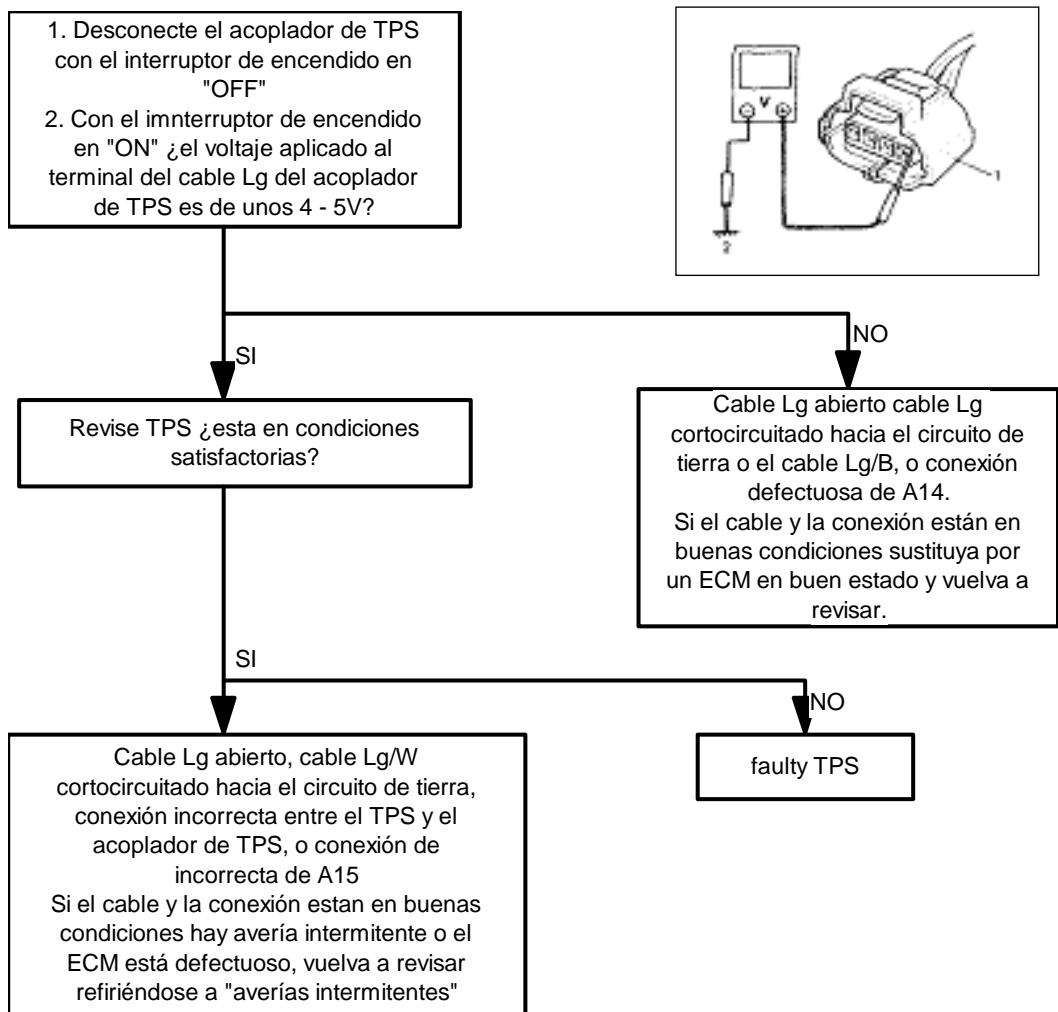 1. Desconecte el acoplador de TPS
con el interruptor de encendido en
"OFF"
2. Con el imnterruptor de encendido
en "ON" ¿el voltaje aplicado al
terminal del cable Lg del acoplador
de TPS es de unos 4 - 5V?
V
1
2
SI
NO
Revise TPS ¿esta en condiciones
satisfactorias?
Cable Lg abierto cable Lg
cortocircuitado hacia el circuito de
tierra o el cable Lg/B, o conexión
defectuosa de A14.
Si el cable y la conexión están en
buenas condiciones sustituya por
un ECM en buen estado y vuelva a
revisar.
SI
NO
Cable Lg abierto, cable Lg/W
cortocircuitado hacia el circuito de tierra,
conexión incorrecta entre el TPS y el
acoplador de TPS, o conexión de
incorrecta de A15
Si el cable y la conexión estan en buenas
condiciones hay avería intermitente o el
ECM está defectuoso, vuelva a revisar
refiriéndose a "averías intermitentes"
faulty TPS